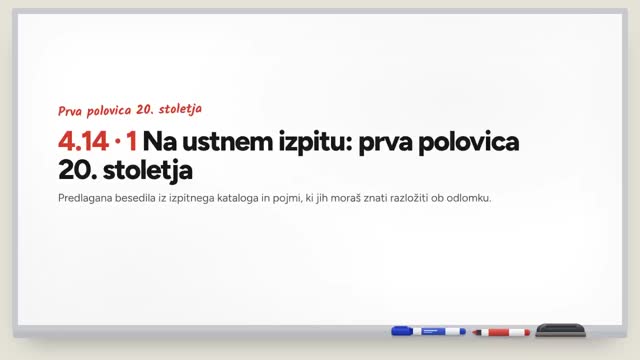 Prva polovica 20. stoletja
4.14 · 1 Na ustnem izpitu: prva polovica
20. stoletja
Predlagana besedila iz izpitnega kataloga in pojmi, ki jih moraš znati razložiti ob odlomku.